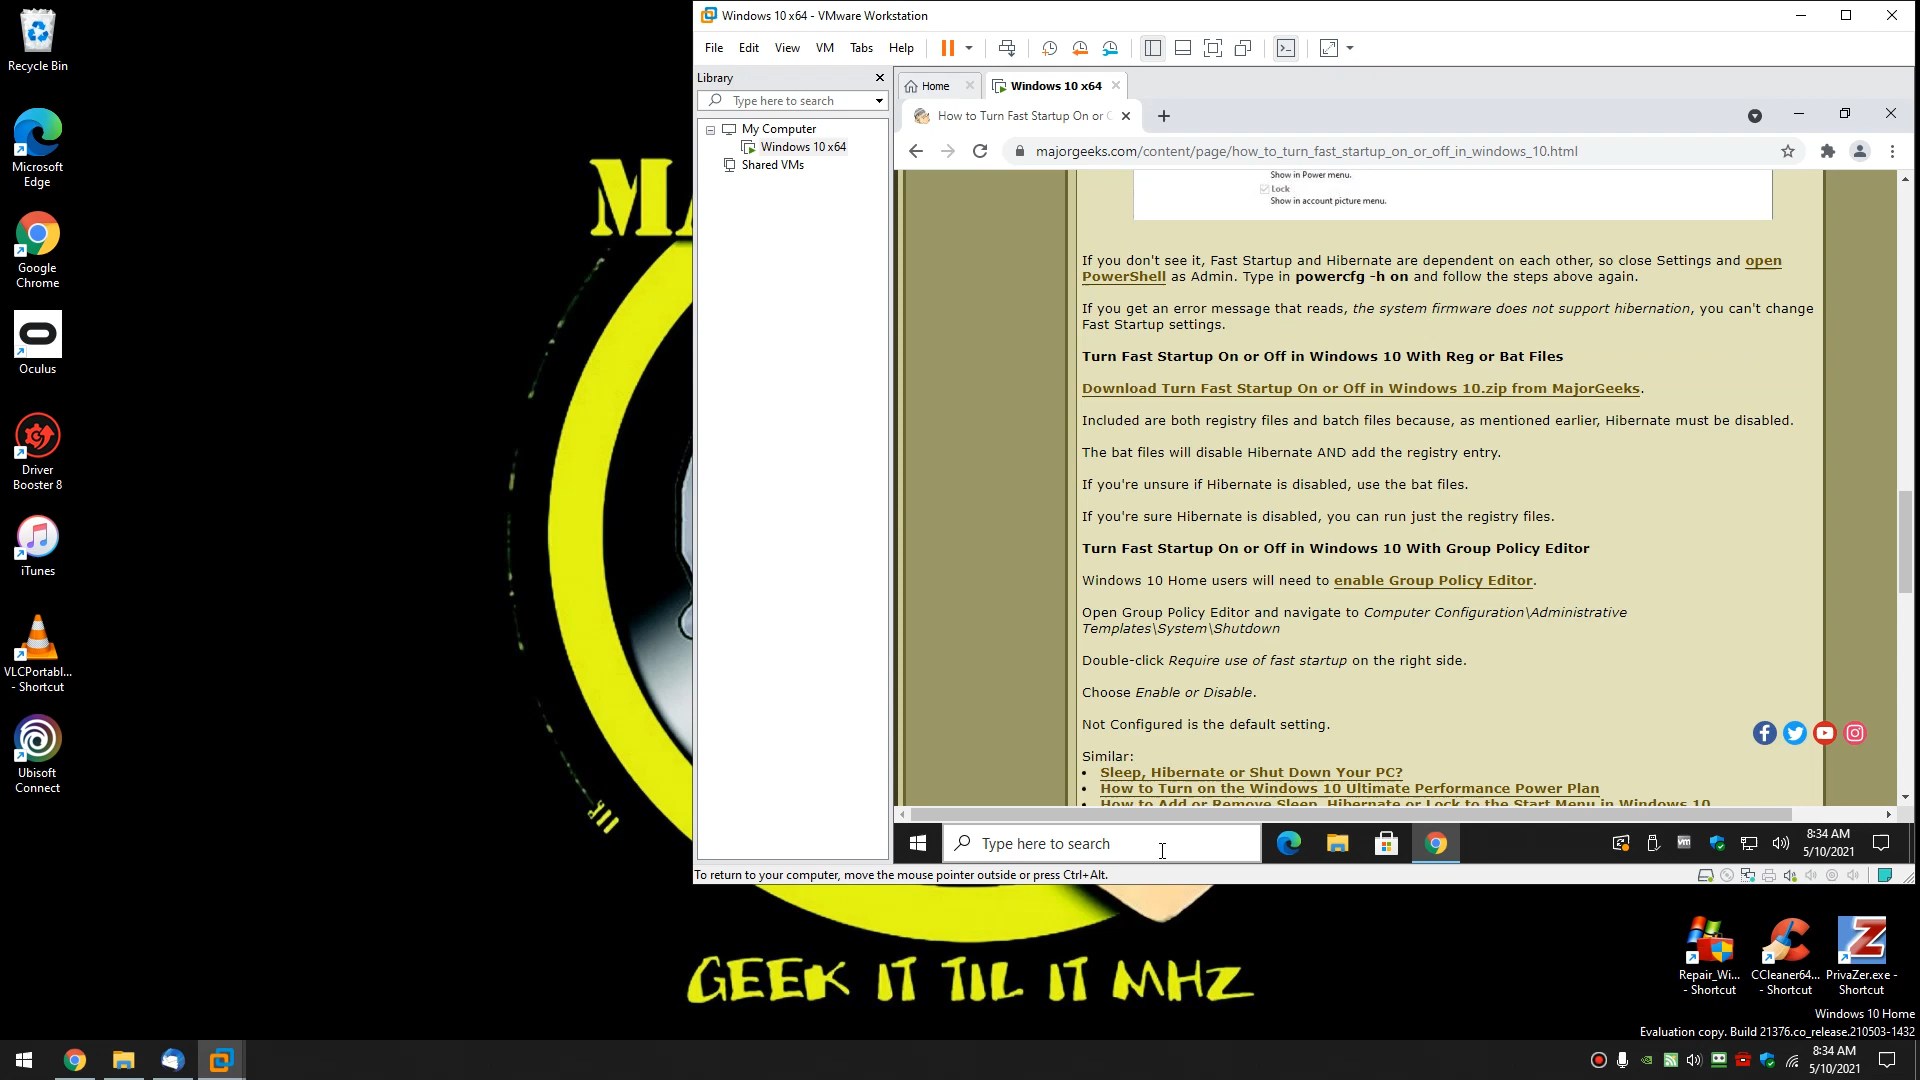 Recycle Bin
Microsoft
Edge
Google
Chrome
Oculus
Driver
Booster 8
iTunes
VLCPortabl...
- Shortcut
Ubisoft
Connect
MA
GEEK IT TIL IT MHZ
Windows 10 x64 - VMware Workstation
File Edit View VM Tabs Help
Library
Type here to search
My Computer
Windows 10 x64
Shared VMs
Home
Windows 10 x64
How to Turn Fast Startup On or
majorgeeks.com/content/page/how_to_turn_fast_startup_on_or_off_in_windows_10.html
Show in Power menu.
Lock
Show in account picture menu.
If you don't see it, Fast Startup and Hibernate are dependent on each other, so close Settings and open
PowerShell as Admin. Type in powercfg -h on and follow the steps above again.
If you get an error message that reads, the system firmware does not support hibernation, you can't change
Fast Startup settings.
Turn Fast Startup On or Off in Windows 10 With Reg or Bat Files
Download Turn Fast Startup On or Off in Windows 10.zip from MajorGeeks.
Included are both registry files and batch files because, as mentioned earlier, Hibernate must be disabled.
The bat files will disable Hibernate AND add the registry entry.
If you're unsure if Hibernate is disabled, use the bat files.
If you're sure Hibernate is disabled, you can run just the registry files.
Turn Fast Startup On or Off in Windows 10 With Group Policy Editor
Windows 10 Home users will need to enable Group Policy Editor.
Open Group Policy Editor and navigate to Computer Configuration\Administrative
Templates\System\Shutdown
Double-click Require use of fast startup on the right side.
Choose Enable or Disable.
Not Configured is the default setting.
Similar:
• Sleep, Hibernate or Shut Down Your PC?
• How to Turn on the Windows 10 Ultimate Performance Power Plan
• How to Add or Remove Sleep, Hibernate or Lock to the Start Menu in Windows 10
Type here to search
8:34 AM
5/10/2021
To return to your computer, move the mouse pointer outside or press Ctrl+Alt.
Repair_Wi...
- Shortcut
CCleaner64...
- Shortcut
PrivaZer.exe -
Shortcut
Windows 10 Home
Evaluation copy. Build 21376.co_release.210503-1432
8:34 AM
5/10/2021